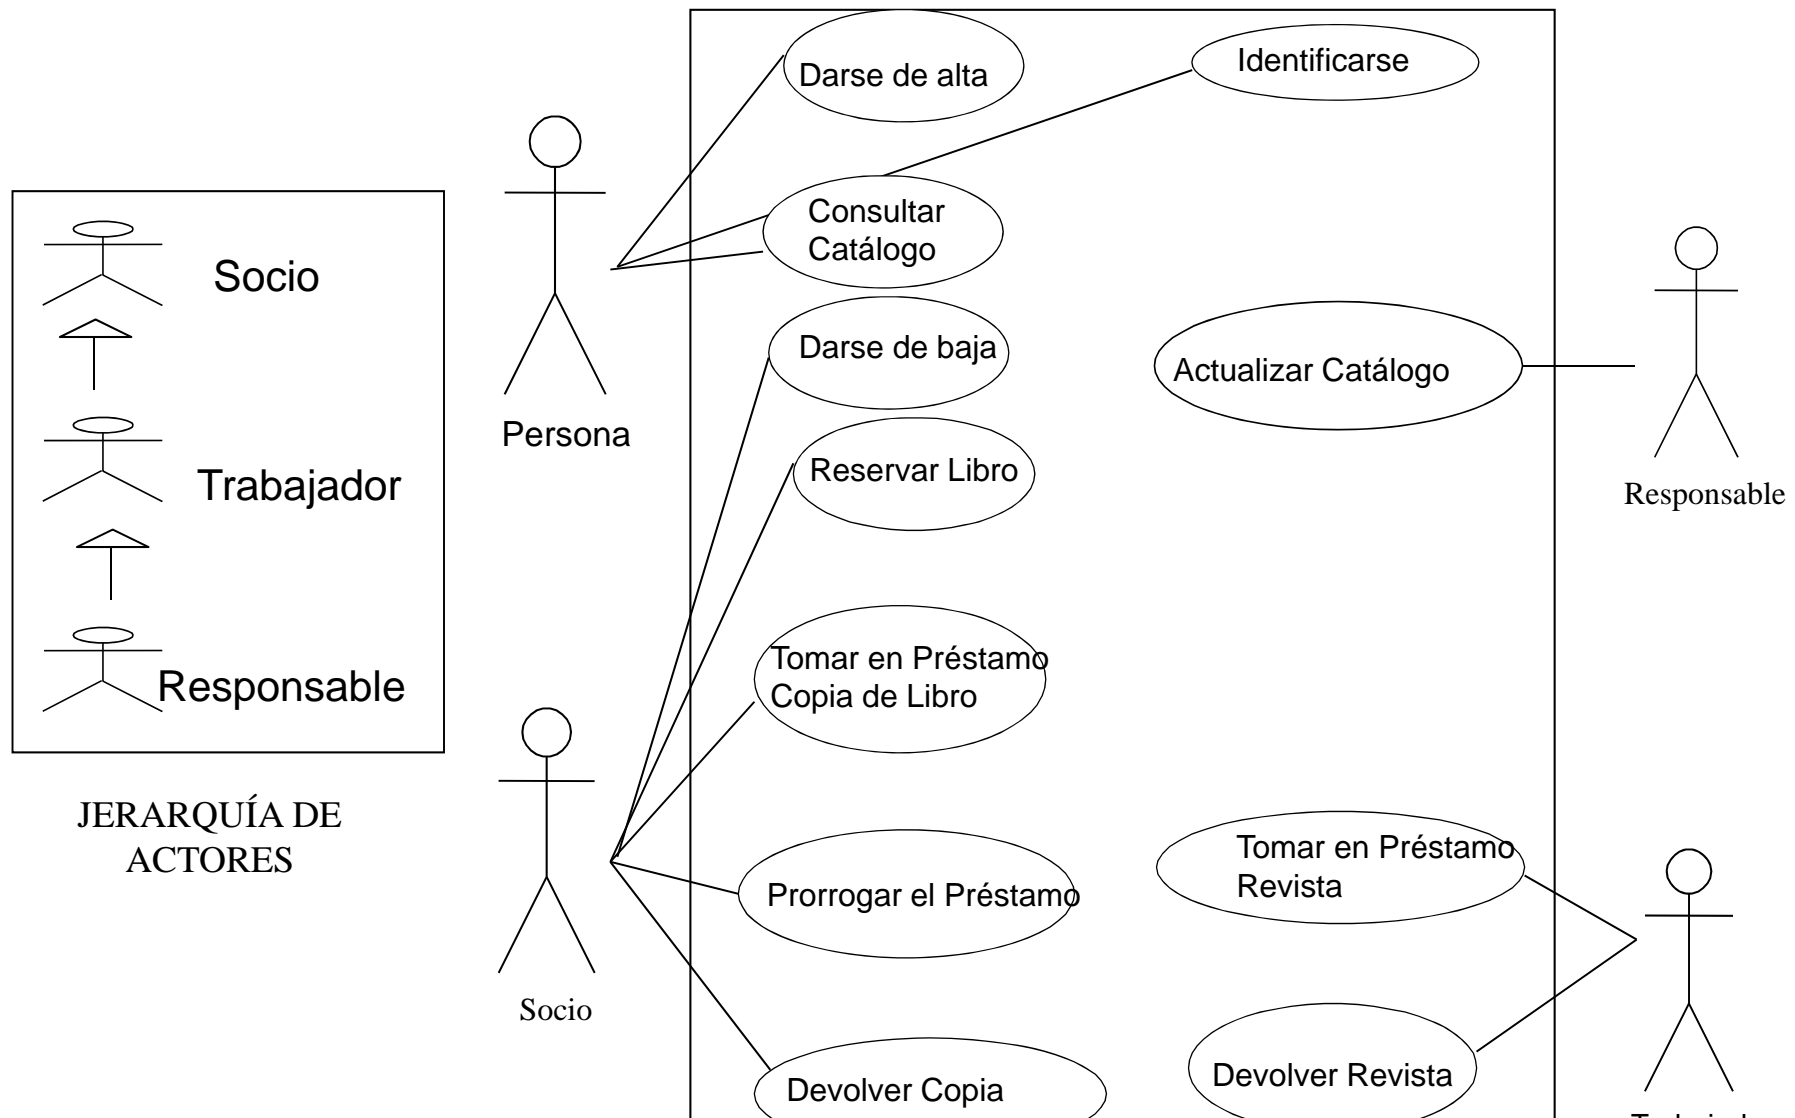 Darse de alta
Identificarse
Consultar
Catálogo
Socio
Darse de baja
Actualizar Catálogo
Persona
Reservar Libro
Trabajador
Responsable
Tomar en Préstamo
Copia de Libro
Responsable
JERARQUÍA DE
ACTORES
Tomar en Préstamo
Revista
Prorrogar el Préstamo
Socio
Devolver Copia
Devolver Revista